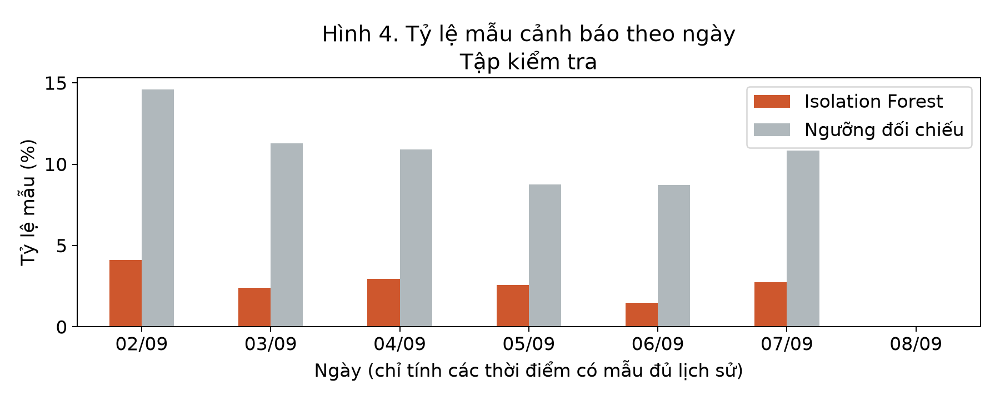 Hình 4. Tỷ lệ mẫu cảnh báo theo ngày
Tập kiểm tra
Isolation Forest
Ngưỡng đối chiếu
Tỷ lệ mẫu (%)
15
10
5
0
02/09 03/09 04/09 05/09 06/09 07/09 08/09
Ngày (chỉ tính các thời điểm có mẫu đủ lịch sử)